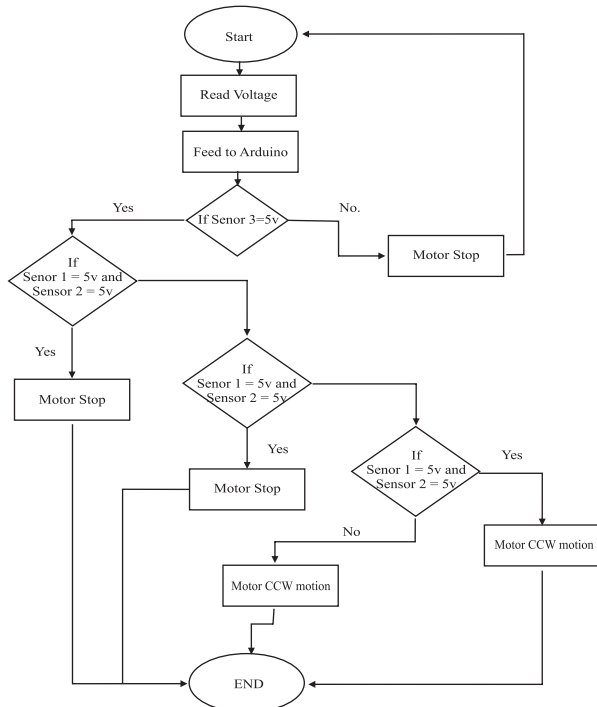 Start
Read Voltage
Feed to Arduino
If Senor 3=5v
Yes
No.
Motor Stop
If
Senor 1 = 5v and
Sensor 2 = 5v
Yes
Motor Stop
If
Senor 1 = 5v and
Sensor 2 = 5v
Yes
Motor Stop
If
Senor 1 = 5v and
Sensor 2 = 5v
Yes
No
Motor CCW motion
Motor CCW motion
END